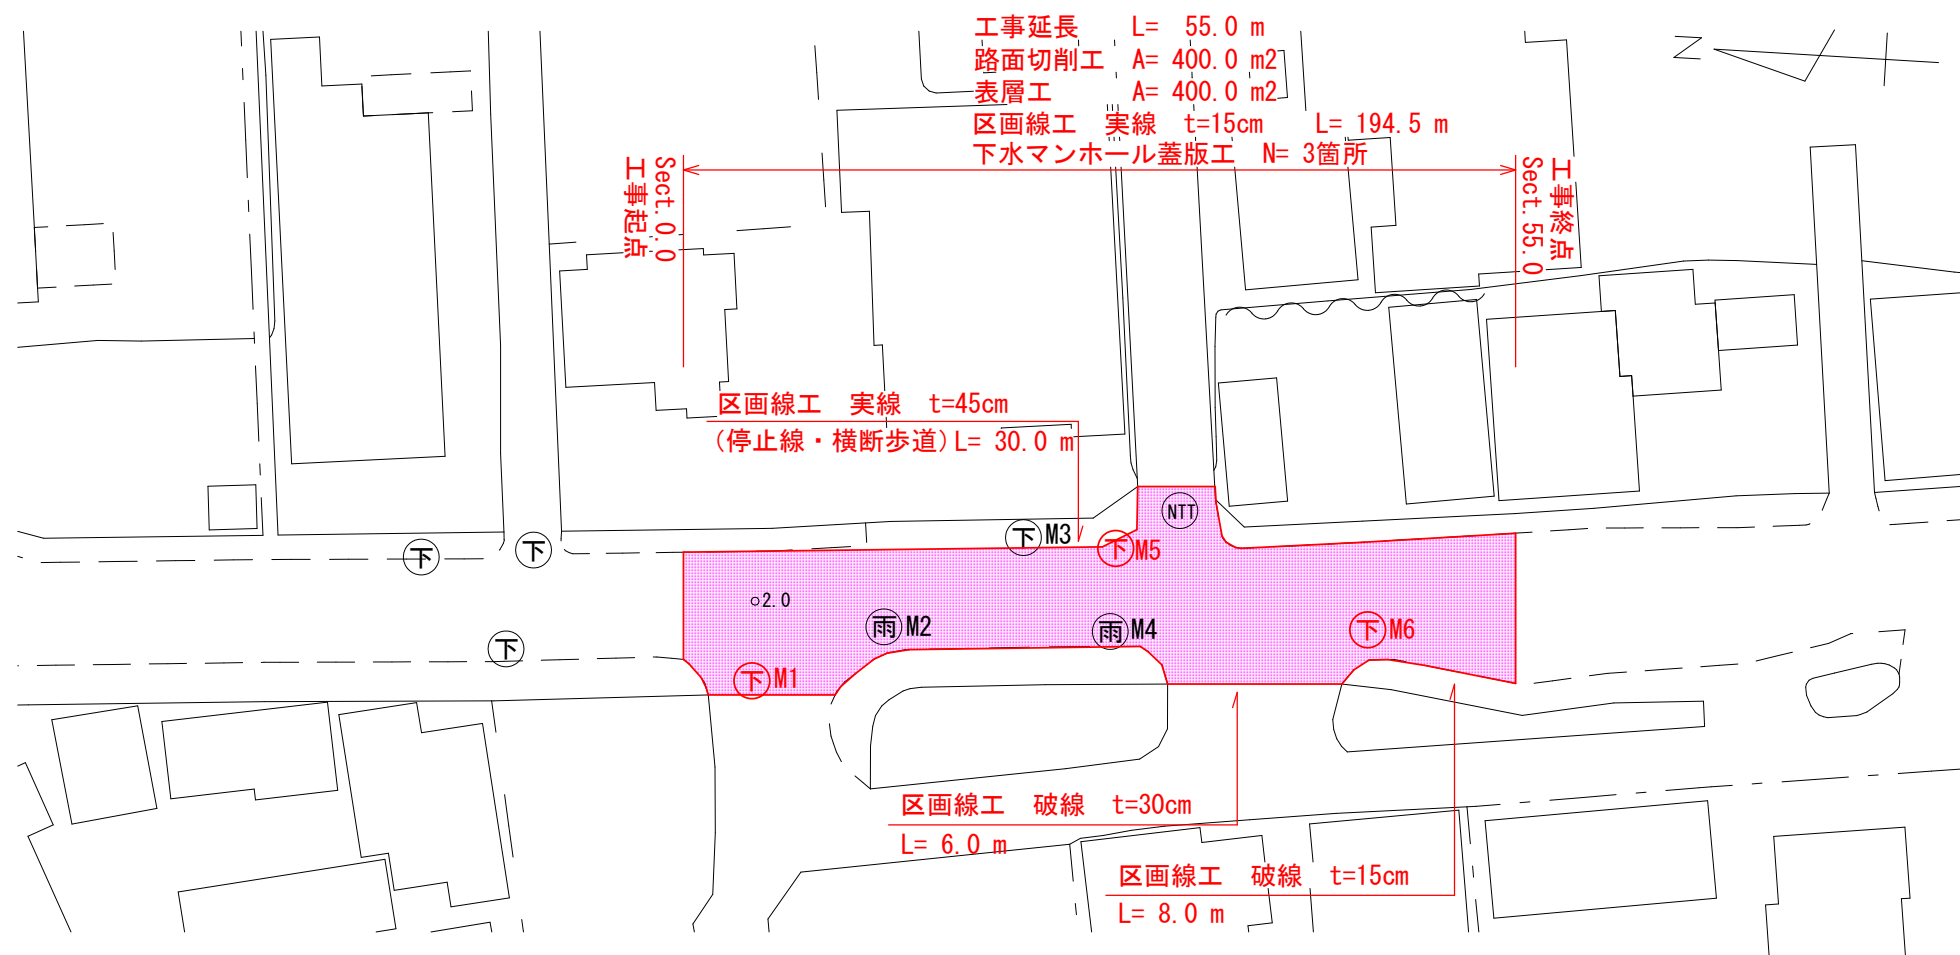 工事延長 L= 55.0 m
路面切削工 A= 400.0 m2
表層工 A= 400.0 m2
区画線工 実線 t=15cm L= 194.5 m
下水マンホール蓋版工 N= 3箇所
Z
Sect. 0.0
工事起点
工事終点
Sect. 55.0
区画線工 実線 t=45cm
(停止線・横断歩道)L= 30.0 m
NTT
下
下
下 M3
下 M5
2.0
雨 M2
雨 M4
下 M6
下
下 M1
区画線工 破線 t=30cm
L= 6.0 m
区画線工 破線 t=15cm
L= 8.0 m